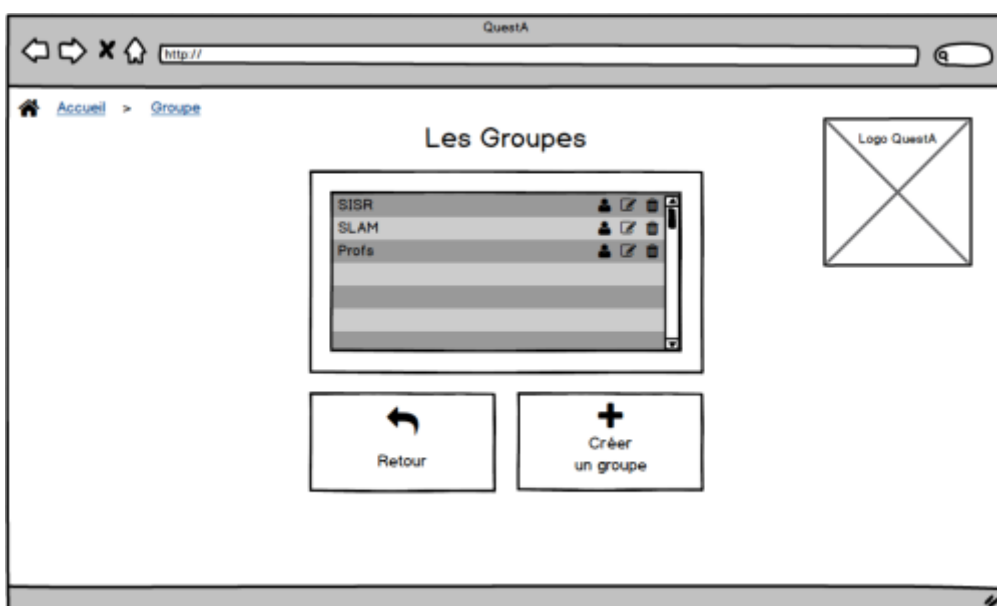 QuestA
http://
Accueil > Groupe
Les Groupes
Logo QuestA
SISR
SLAM
Profs
Retour
Créer
un groupe